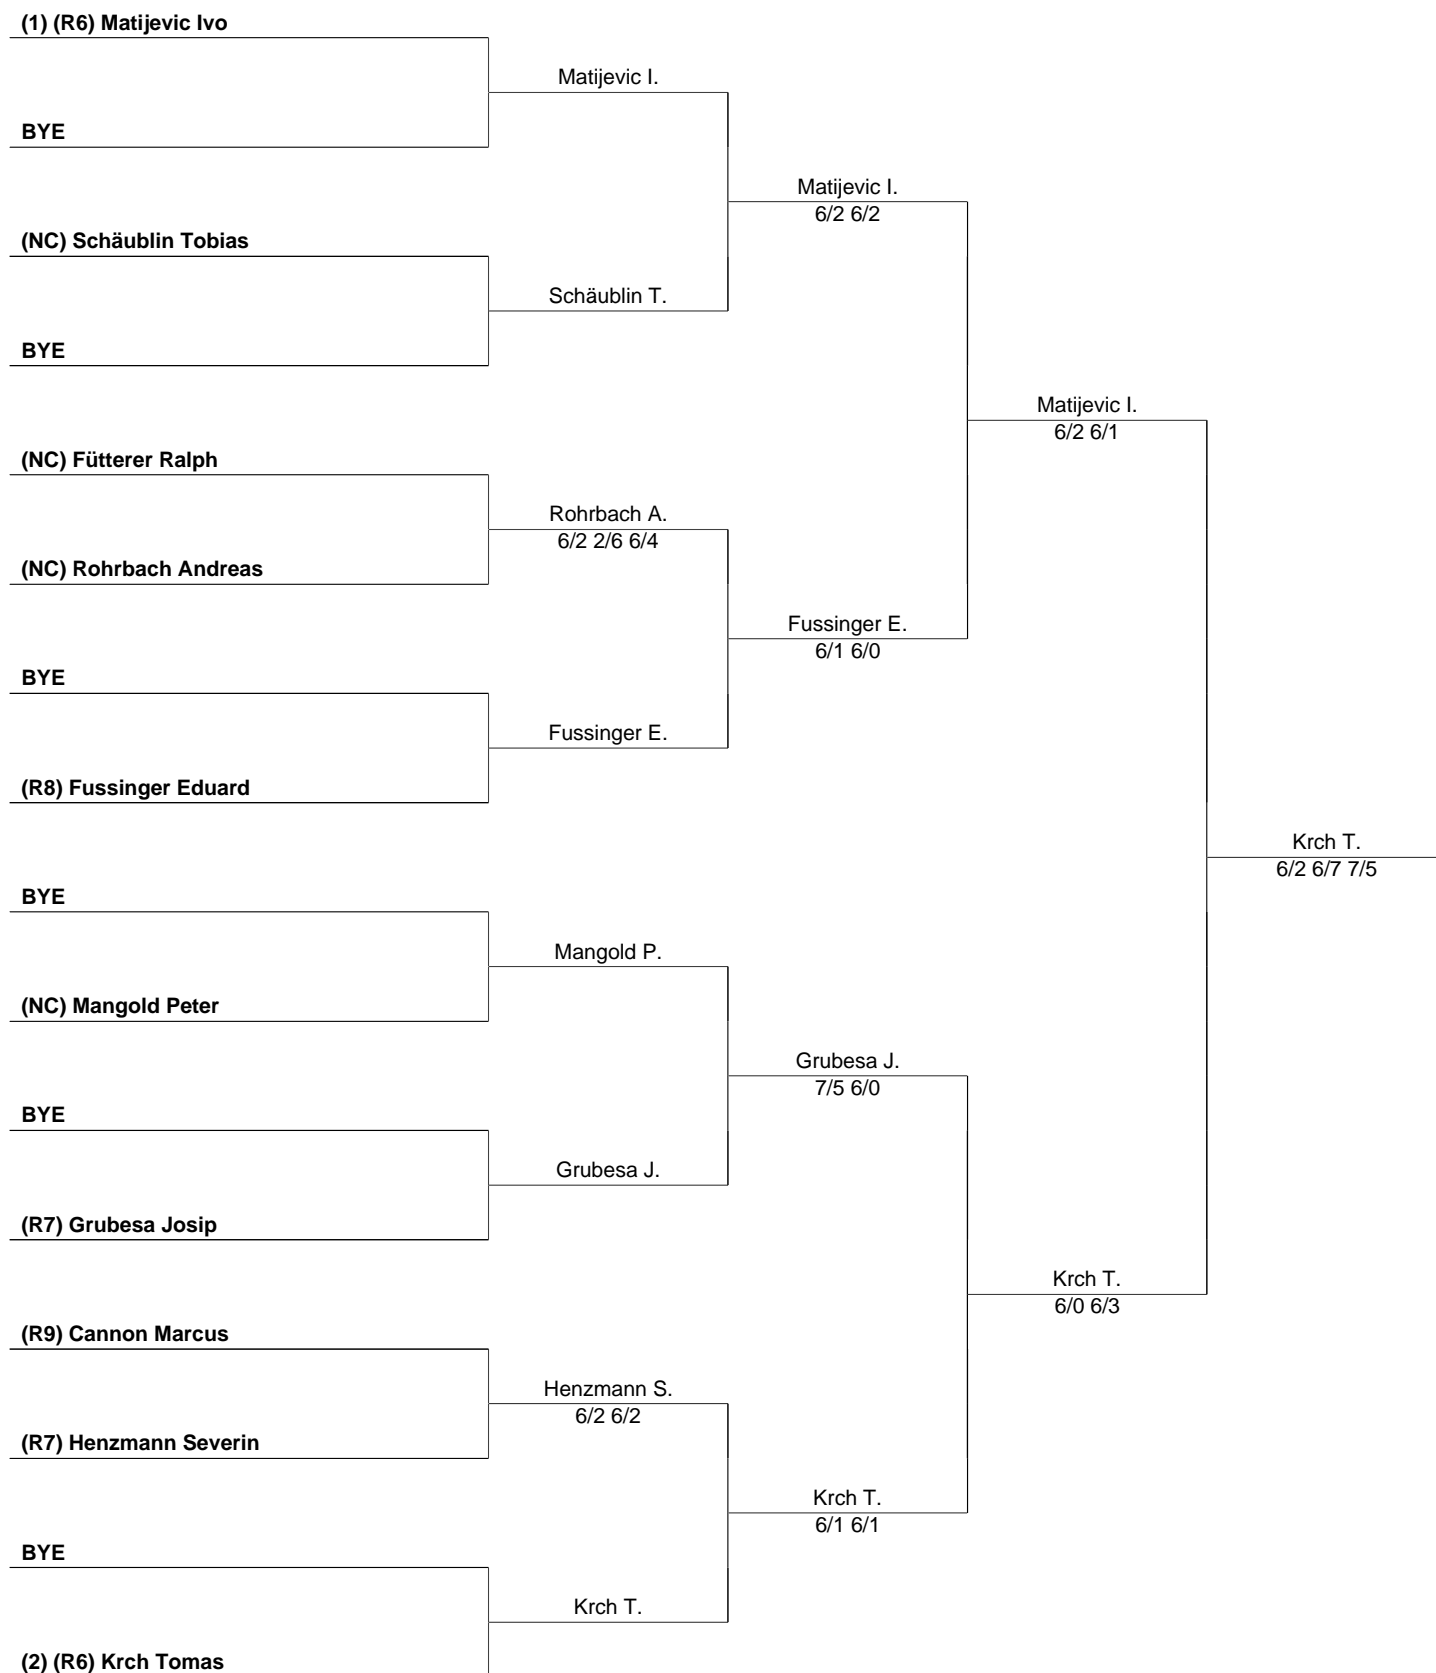 (1) (R6) Matijevic Ivo
Matijevic I.
BYE
Matijevic I.
6/2 6/2
(NC) Schäublin Tobias
Schäublin T.
BYE
Matijevic I.
6/2 6/1
(NC) Fütterer Ralph
Rohrbach A.
6/2 2/6 6/4
(NC) Rohrbach Andreas
Fussinger E.
6/1 6/0
BYE
Fussinger E.
(R8) Fussinger Eduard
Krch T.
6/2 6/7 7/5
BYE
Mangold P.
(NC) Mangold Peter
Grubesa J.
7/5 6/0
BYE
Grubesa J.
(R7) Grubesa Josip
Krch T.
6/0 6/3
(R9) Cannon Marcus
Henzmann S.
6/2 6/2
(R7) Henzmann Severin
Krch T.
6/1 6/1
BYE
Krch T.
(2) (R6) Krch Tomas